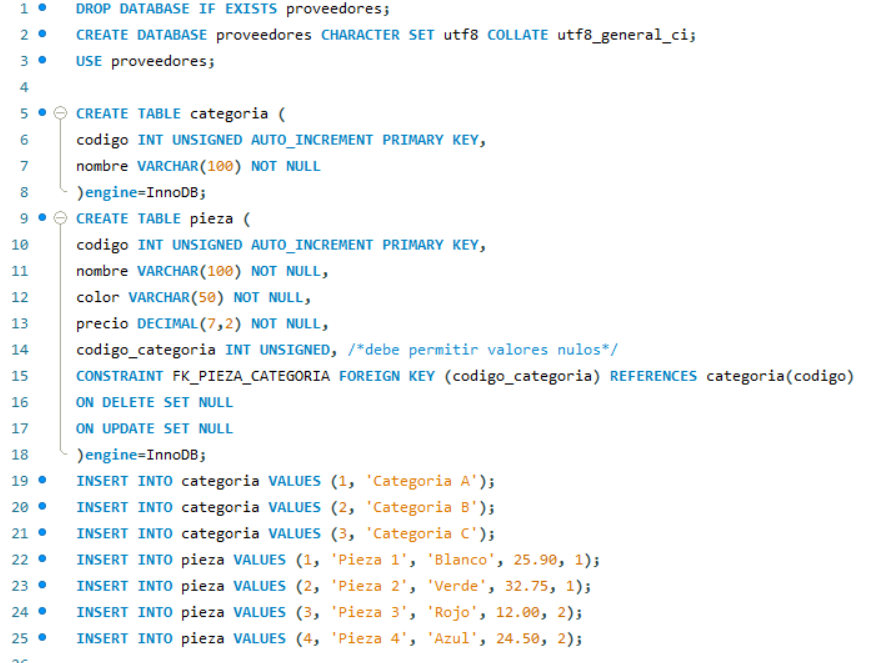 1 DROP DATABASE IF EXISTS proveedores;
2 CREATE DATABASE proveedores CHARACTER SET utf8 COLLATE utf8_general_ci;
3 USE proveedores;
4
5 CREATE TABLE categoria (
6 codigo INT UNSIGNED AUTO_INCREMENT PRIMARY KEY,
7 nombre VARCHAR(100) NOT NULL
8 )engine=InnoDB;
9 CREATE TABLE pieza (
10 codigo INT UNSIGNED AUTO_INCREMENT PRIMARY KEY,
11 nombre VARCHAR(100) NOT NULL,
12 color VARCHAR(50) NOT NULL,
13 precio DECIMAL(7,2) NOT NULL,
14 codigo_categoria INT UNSIGNED, /*debe permitir valores nulos*/
15 CONSTRAINT FK_PIEZA_CATEGORIA FOREIGN KEY (codigo_categoria) REFERENCES categoria(codigo)
16 ON DELETE SET NULL
17 ON UPDATE SET NULL
18 )engine=InnoDB;
19 INSERT INTO categoria VALUES (1, 'Categoria A');
20 INSERT INTO categoria VALUES (2, 'Categoria B');
21 INSERT INTO categoria VALUES (3, 'Categoria C');
22 INSERT INTO pieza VALUES (1, 'Pieza 1', 'Blanco', 25.90, 1);
23 INSERT INTO pieza VALUES (2, 'Pieza 2', 'Verde', 32.75, 1);
24 INSERT INTO pieza VALUES (3, 'Pieza 3', 'Rojo', 12.00, 2);
25 INSERT INTO pieza VALUES (4, 'Pieza 4', 'Azul', 24.50, 2);